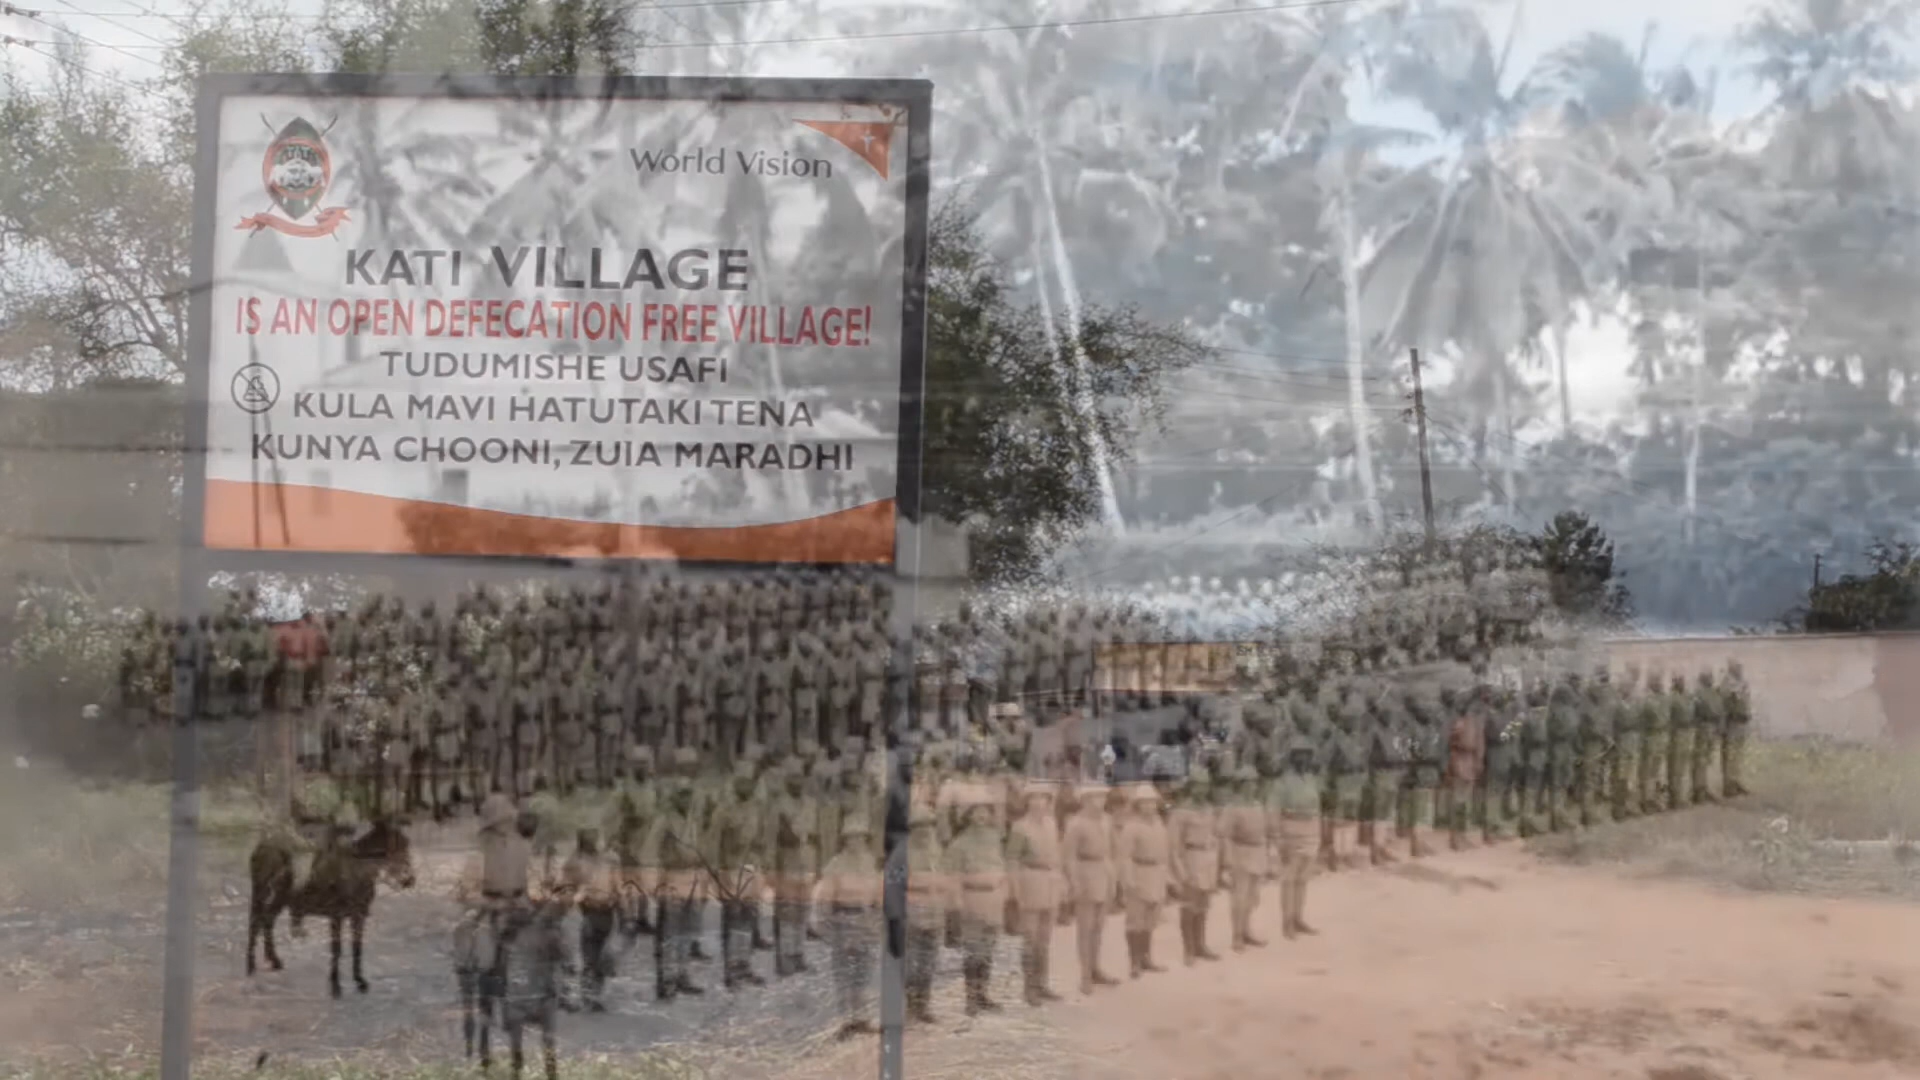 World Vision
KATI VILLAGE
IS AN OPEN DEFECATION FREE VILLAGE!
TUDUMISHE USAFI
KULA MAVI HATUTAKI TENA
KUNYA CHOONI, ZUIA MARADHI